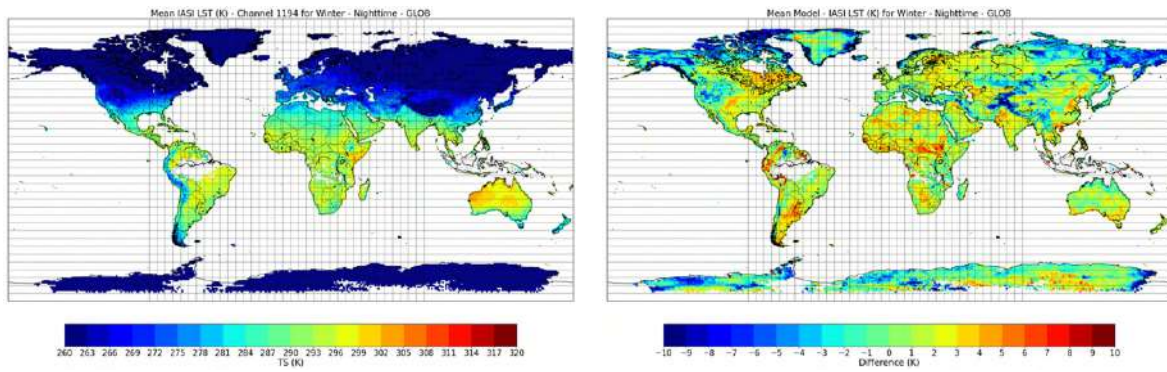 Mean IASI LST (K) - Channel 1194 for Winter - Nighttime - GLOB
260 263 266 269 272 275 278 281 284 287 290 293 296 299 302 305 308 311 314 317 320
TS (K)
Mean Model - IASI LST (K) for Winter - Nighttime - GLOB
−10 −9 −8 −7 −6 −5 −4 −3 −2 −1 0 1 2 3 4 5 6 7 8 9 10
Difference (K)